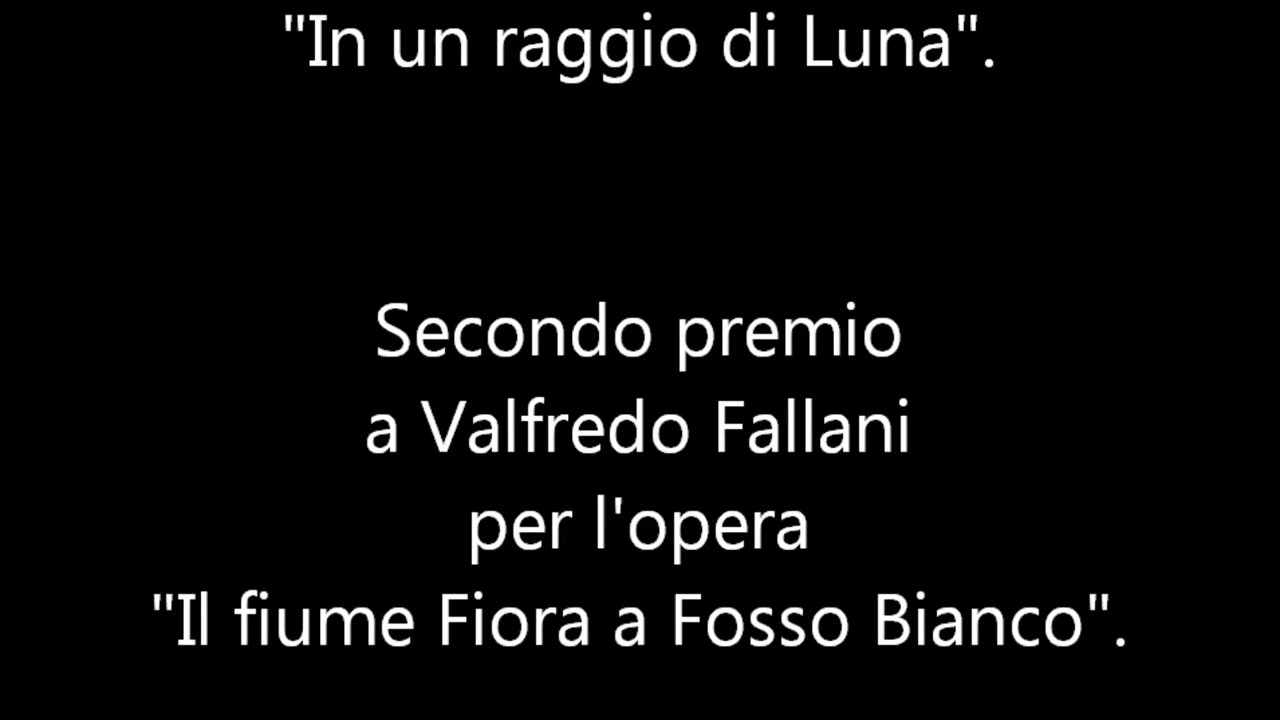 "In un raggio di Luna".
Secondo premio
a Valfredo Fallani
per l'opera
"Il fiume Fiora a Fosso Bianco".